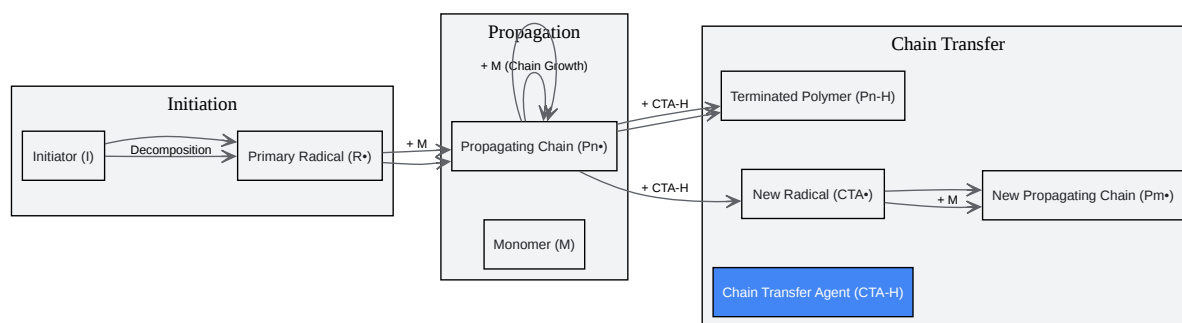 Initiation
Initiator (I)
Decomposition
Primary Radical (R•)
+ M
Propagation
+ M (Chain Growth)
Propagating Chain (Pn•)
Monomer (M)
+ CTA-H
+ CTA-H
Chain Transfer
Terminated Polymer (Pn-H)
New Radical (CTA•)
+ M
New Propagating Chain (Pm•)
Chain Transfer Agent (CTA-H)